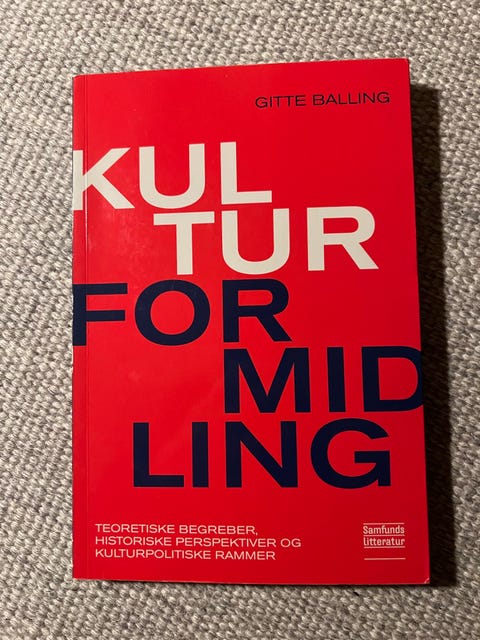 GITTE BALLING
KUL
TUR
FOR
MID
LING
TEORETISKE BEGREBER,
HISTORISKE PERSPEKTIVER OG
KULTURPOLITISKE RAMMER
Samfunds
litteratur